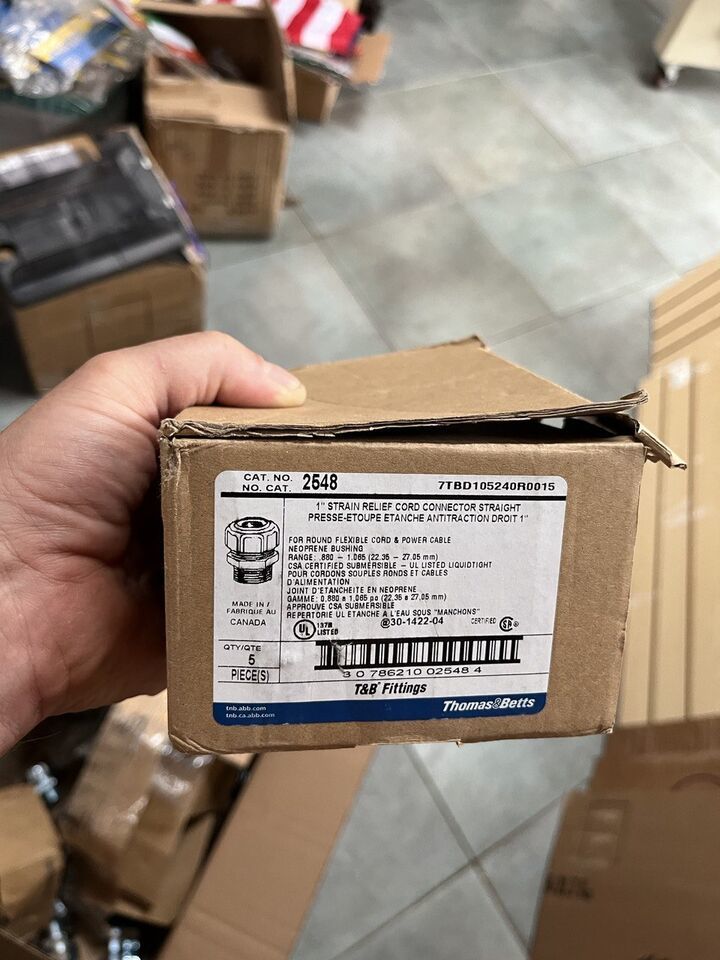 CAT. NO. 2548 7TBD105240R0015
NO. CAT.
1" STRAIN RELIEF CORD CONNECTOR STRAIGHT
PRESSE-ETOUPE ETANCHE ANTITRACTION DROIT 1"
FOR ROUND FLEXIBLE CORD & POWER CABLE
NEOPRENE BUSHING
RANGE: .880 - 1.065 (22.35 - 27.05 mm)
CSA CERTIFIED SUBMERSIBLE - UL LISTED LIQUIDTIGHT
POUR CORDONS SOUPLES RONDS ET CABLES
D'ALIMENTATION
JOINT D'ETANCHEITE EN NEOPRENE
GAMME: 0,880 a 1,065 po (22,35 a 27,05 mm)
APPROUVE CSA SUBMERSIBLE
REPERTORIE UL ETANCHE A L'EAU SOUS "MANCHONS"
MADE IN /
FABRIQUE AU
CANADA
UL 137B
LISTED
30-1422-04
CERTIFIED SA ®
QTY/QTE
5
PIECE(S)
3 0 786210 02548 4
T&B® Fittings
tnb.abb.com
tnb.ca.abb.com
Thomas&Betts